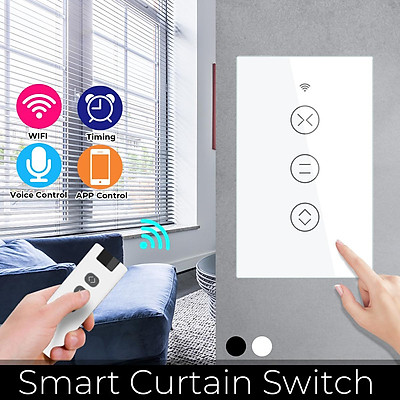 WIFI
Timing
Voice Control
APP Control
Smart Curtain Switch